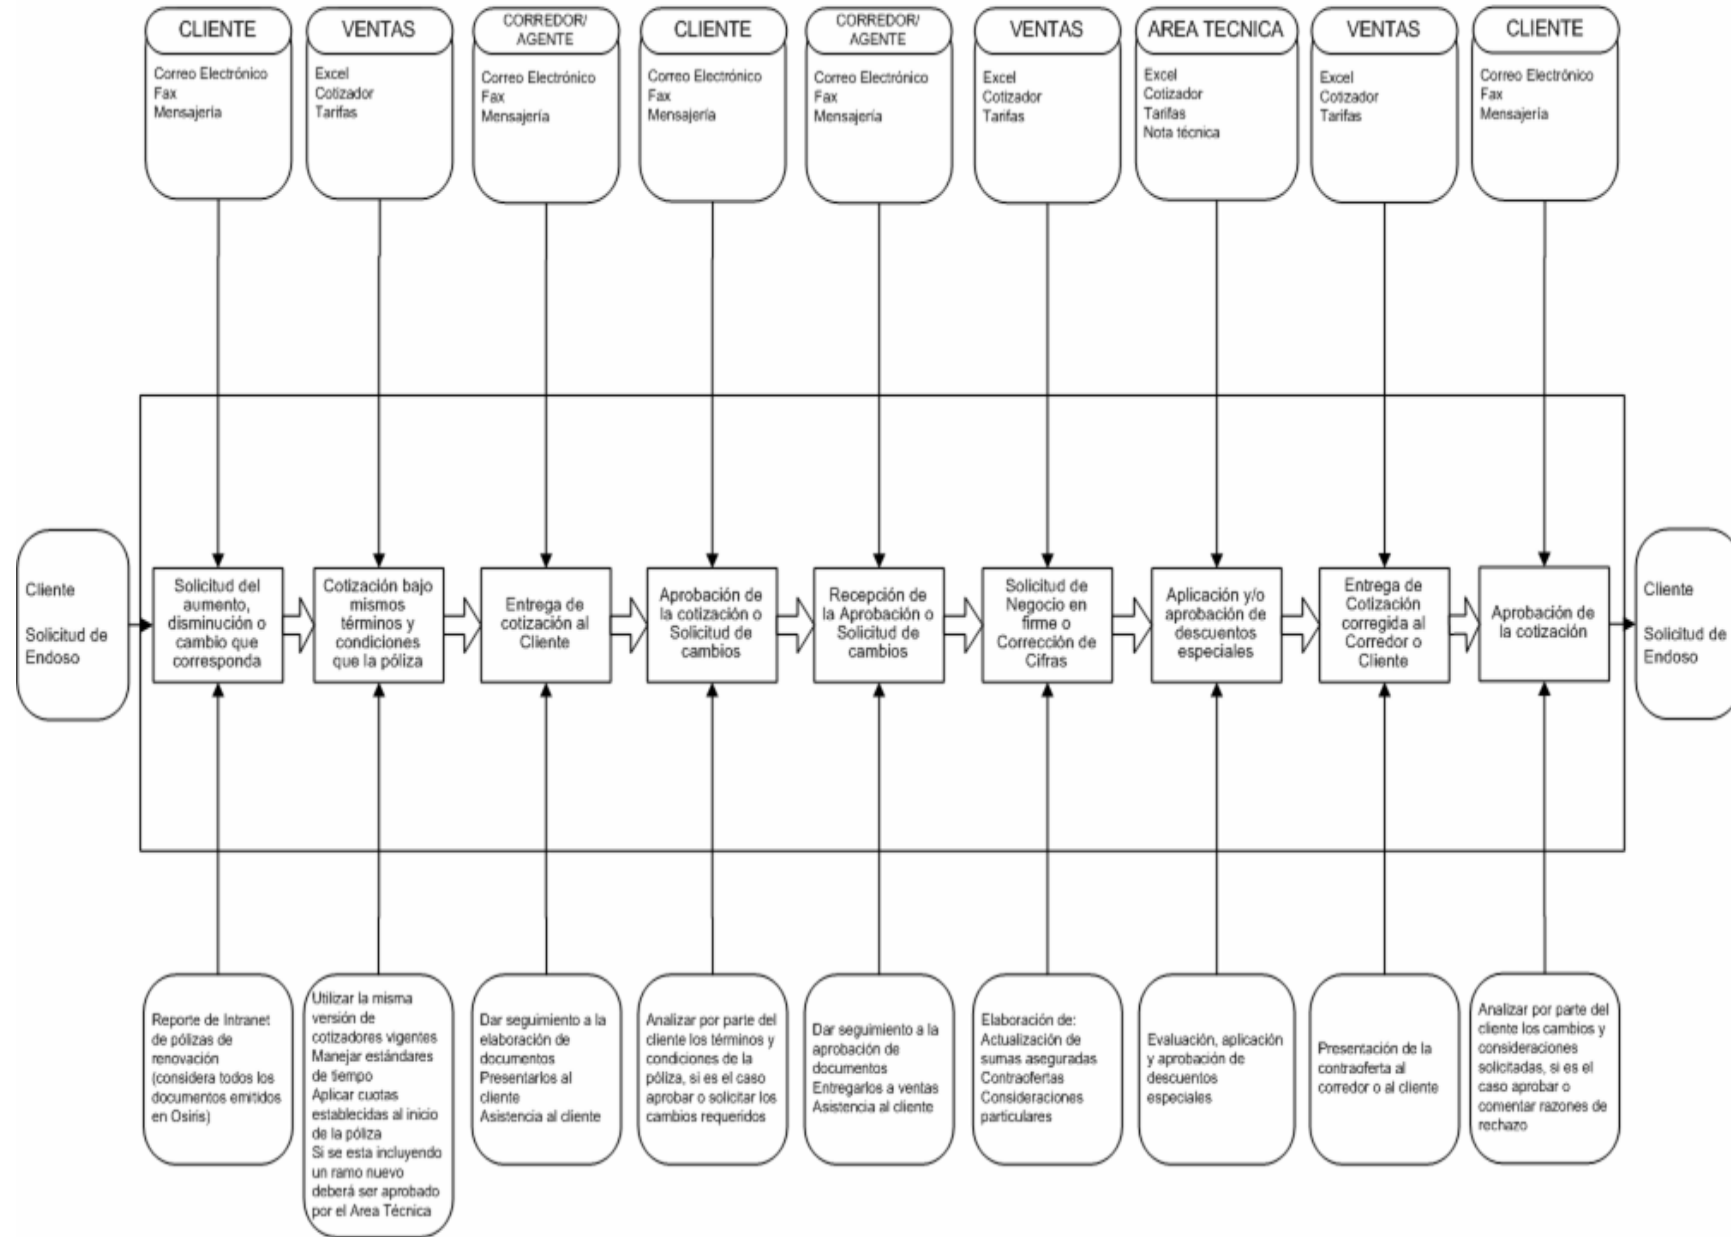 CLIENTE
Correo Electrónico
Fax
Mensajería
VENTAS
Excel
Cotizador
Tarifas
CORREDOR/
AGENTE
Correo Electrónico
Fax
Mensajería
CLIENTE
Correo Electrónico
Fax
Mensajería
CORREDOR/
AGENTE
Correo Electrónico
Fax
Mensajería
VENTAS
Excel
Cotizador
Tarifas
AREA TECNICA
Excel
Cotizador
Tarifas
Nota técnica
VENTAS
Excel
Cotizador
Tarifas
CLIENTE
Correo Electrónico
Fax
Mensajería
Cliente
Solicitud de
Endoso
Solicitud del
aumento,
disminución o
cambio que
corresponda
Cotización bajo
mismos
términos y
condiciones
que la póliza
Entrega de
cotización al
Cliente
Aprobación de
la cotización o
Solicitud de
cambios
Recepción de
la Aprobación o
Solicitud de
cambios
Solicitud de
Negocio en
firme o
Corrección de
Cifras
Aplicación y/o
aprobación de
descuentos
especiales
Entrega de
Cotización
corregida al
Corredor o
Cliente
Aprobación de
la cotización
Cliente
Solicitud de
Endoso
Reporte de Intranet
de pólizas de
renovación
(considera todos los
documentos emitidos
en Osiris)
Utilizar la misma
versión de
cotizadores vigentes
Manejar estándares
de tiempo
Aplicar cuotas
establecidas al inicio
de la póliza
Si se esta incluyendo
un ramo nuevo
deberá ser aprobado
por el Area Técnica
Dar seguimiento a la
elaboración de
documentos
Presentarlos al
cliente
Asistencia al cliente
Analizar por parte del
cliente los términos y
condiciones de la
póliza, si es el caso
aprobar o solicitar los
cambios requeridos
Dar seguimiento a la
aprobación de
documentos
Entregarlos a ventas
Asistencia al cliente
Elaboración de:
Actualización de
sumas aseguradas
Contraofertas
Consideraciones
particulares
Evaluación, aplicación
y aprobación de
descuentos
especiales
Presentación de la
contraoferta al
corredor o al cliente
Analizar por parte del
cliente los cambios y
consideraciones
solicitadas, si es el
caso aprobar o
comentar razones de
rechazo